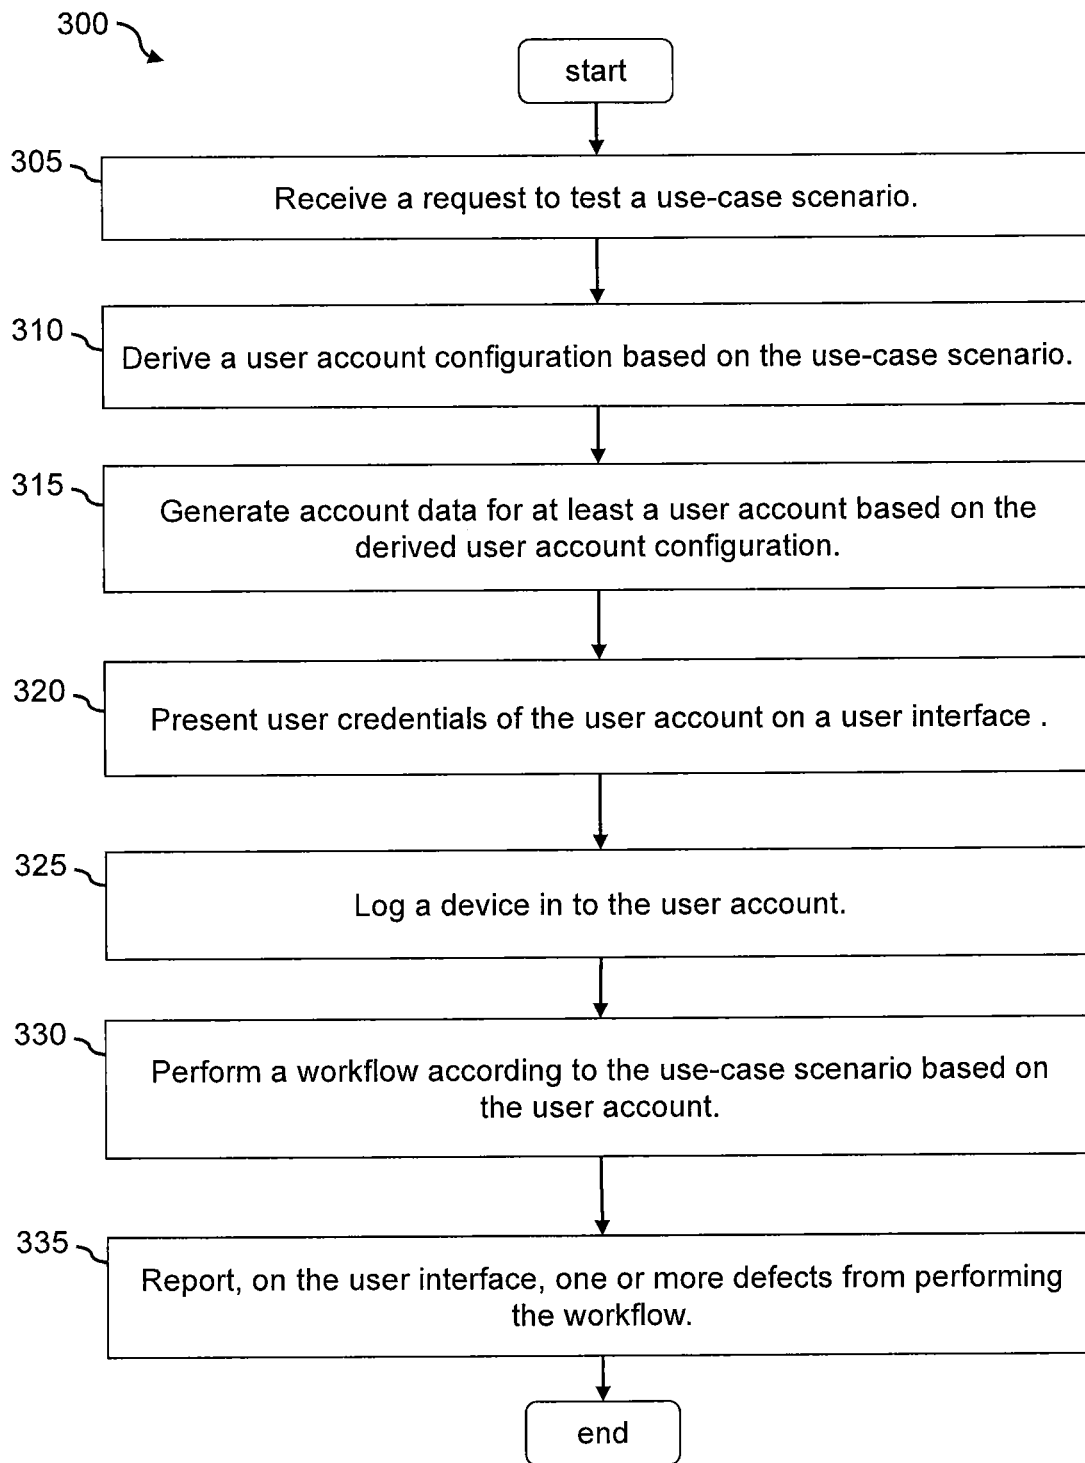 300
start
305
Receive a request to test a use-case scenario.
310
Derive a user account configuration based on the use-case scenario.
315
Generate account data for at least a user account based on the
derived user account configuration.
320
Present user credentials of the user account on a user interface .
325
Log a device in to the user account.
330
Perform a workflow according to the use-case scenario based on
the user account.
335
Report, on the user interface, one or more defects from performing
the workflow.
end